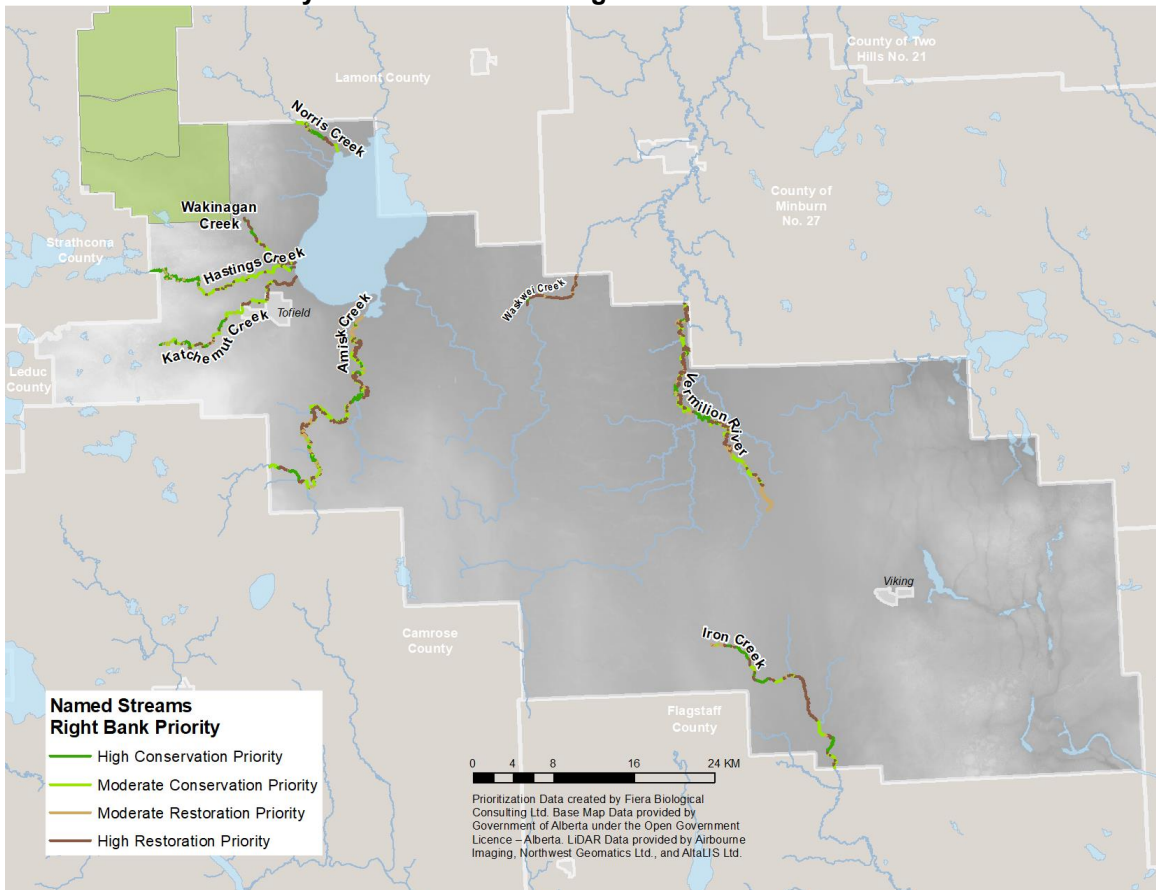 County of Two
Hills No. 21
Lamont County
Norris Creek
County of
Minburn
No. 27
Wakinagan
Creek
Strathcona
County
Hastings Creek
Waskwei Creek
Tofield
Katchemut Creek
Amisk Creek
Leduc
County
Vermilion River
Viking
Camrose
County
Iron Creek
Flagstaff
County
Named Streams
Right Bank Priority
High Conservation Priority
Moderate Conservation Priority
Moderate Restoration Priority
High Restoration Priority
0 4 8 16 24 KM
Prioritization Data created by Fiera Biological
Consulting Ltd. Base Map Data provided by
Government of Alberta under the Open Government
Licence – Alberta. LiDAR Data provided by Airbourne
Imaging, Northwest Geomatics Ltd., and AltaLIS Ltd.